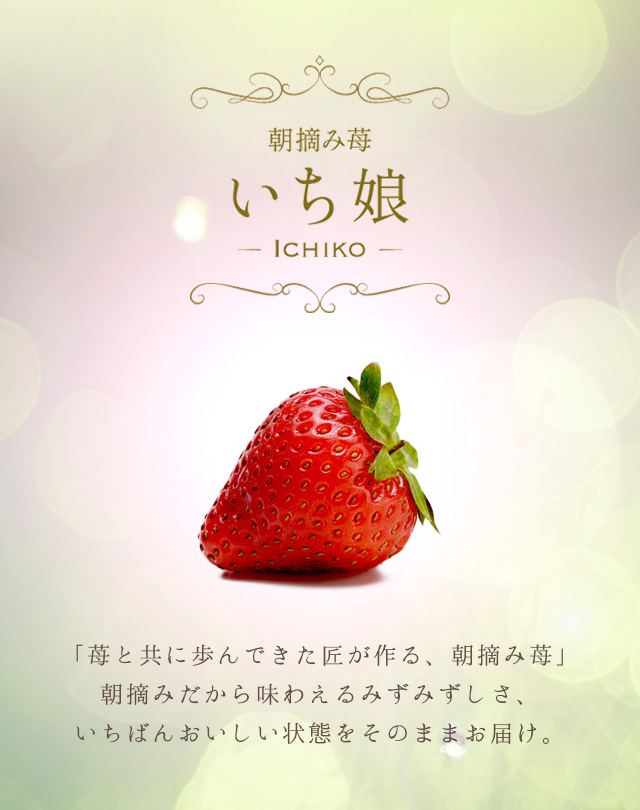 朝摘み苺
いち娘
ICHIKO
「苺と共に歩んできた匠が作る、朝摘み苺」
朝摘みだから味わえるみずみずしさ、
いちばんおいしい状態をそのままお届け。